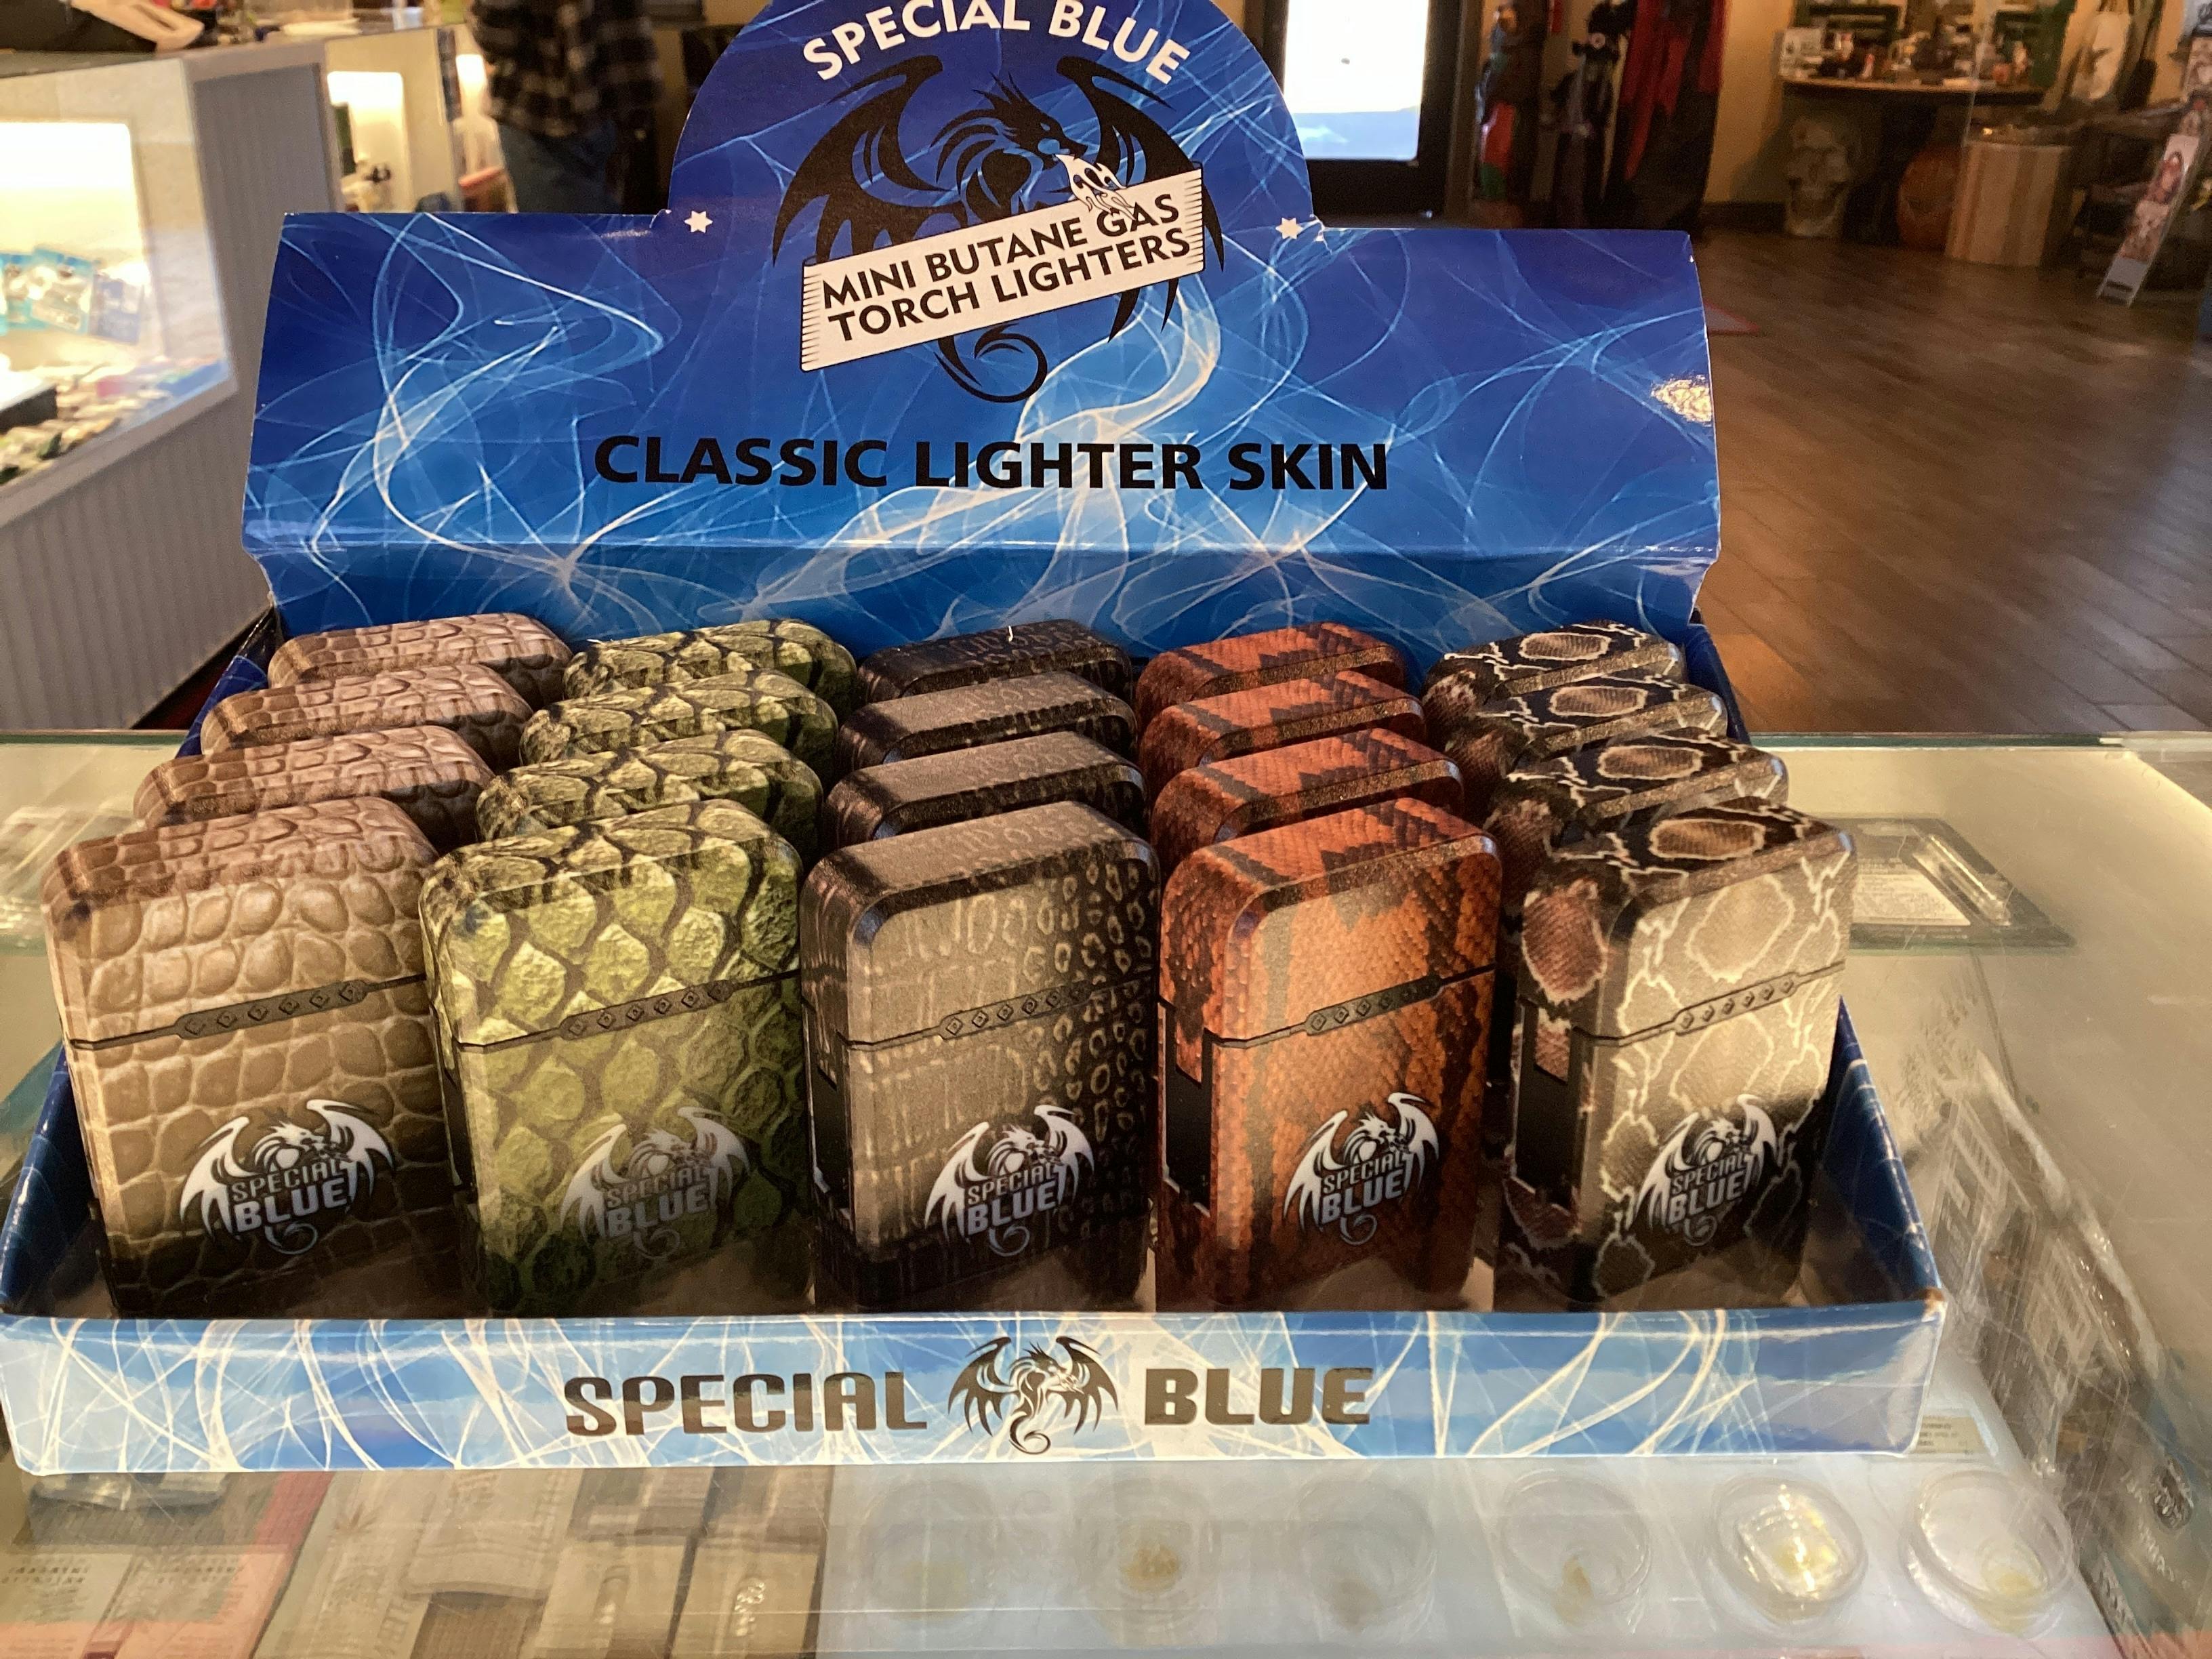 SPECIAL BLUE
MINI BUTANE GAS
TORCH LIGHTERS
CLASSIC LIGHTER SKIN
SPECIAL
BLUE
SPECIAL
BLUE
SPECIAL
BLUE
SPECIAL
BLUE
SPECIAL
BLUE
SPECIAL BLUE